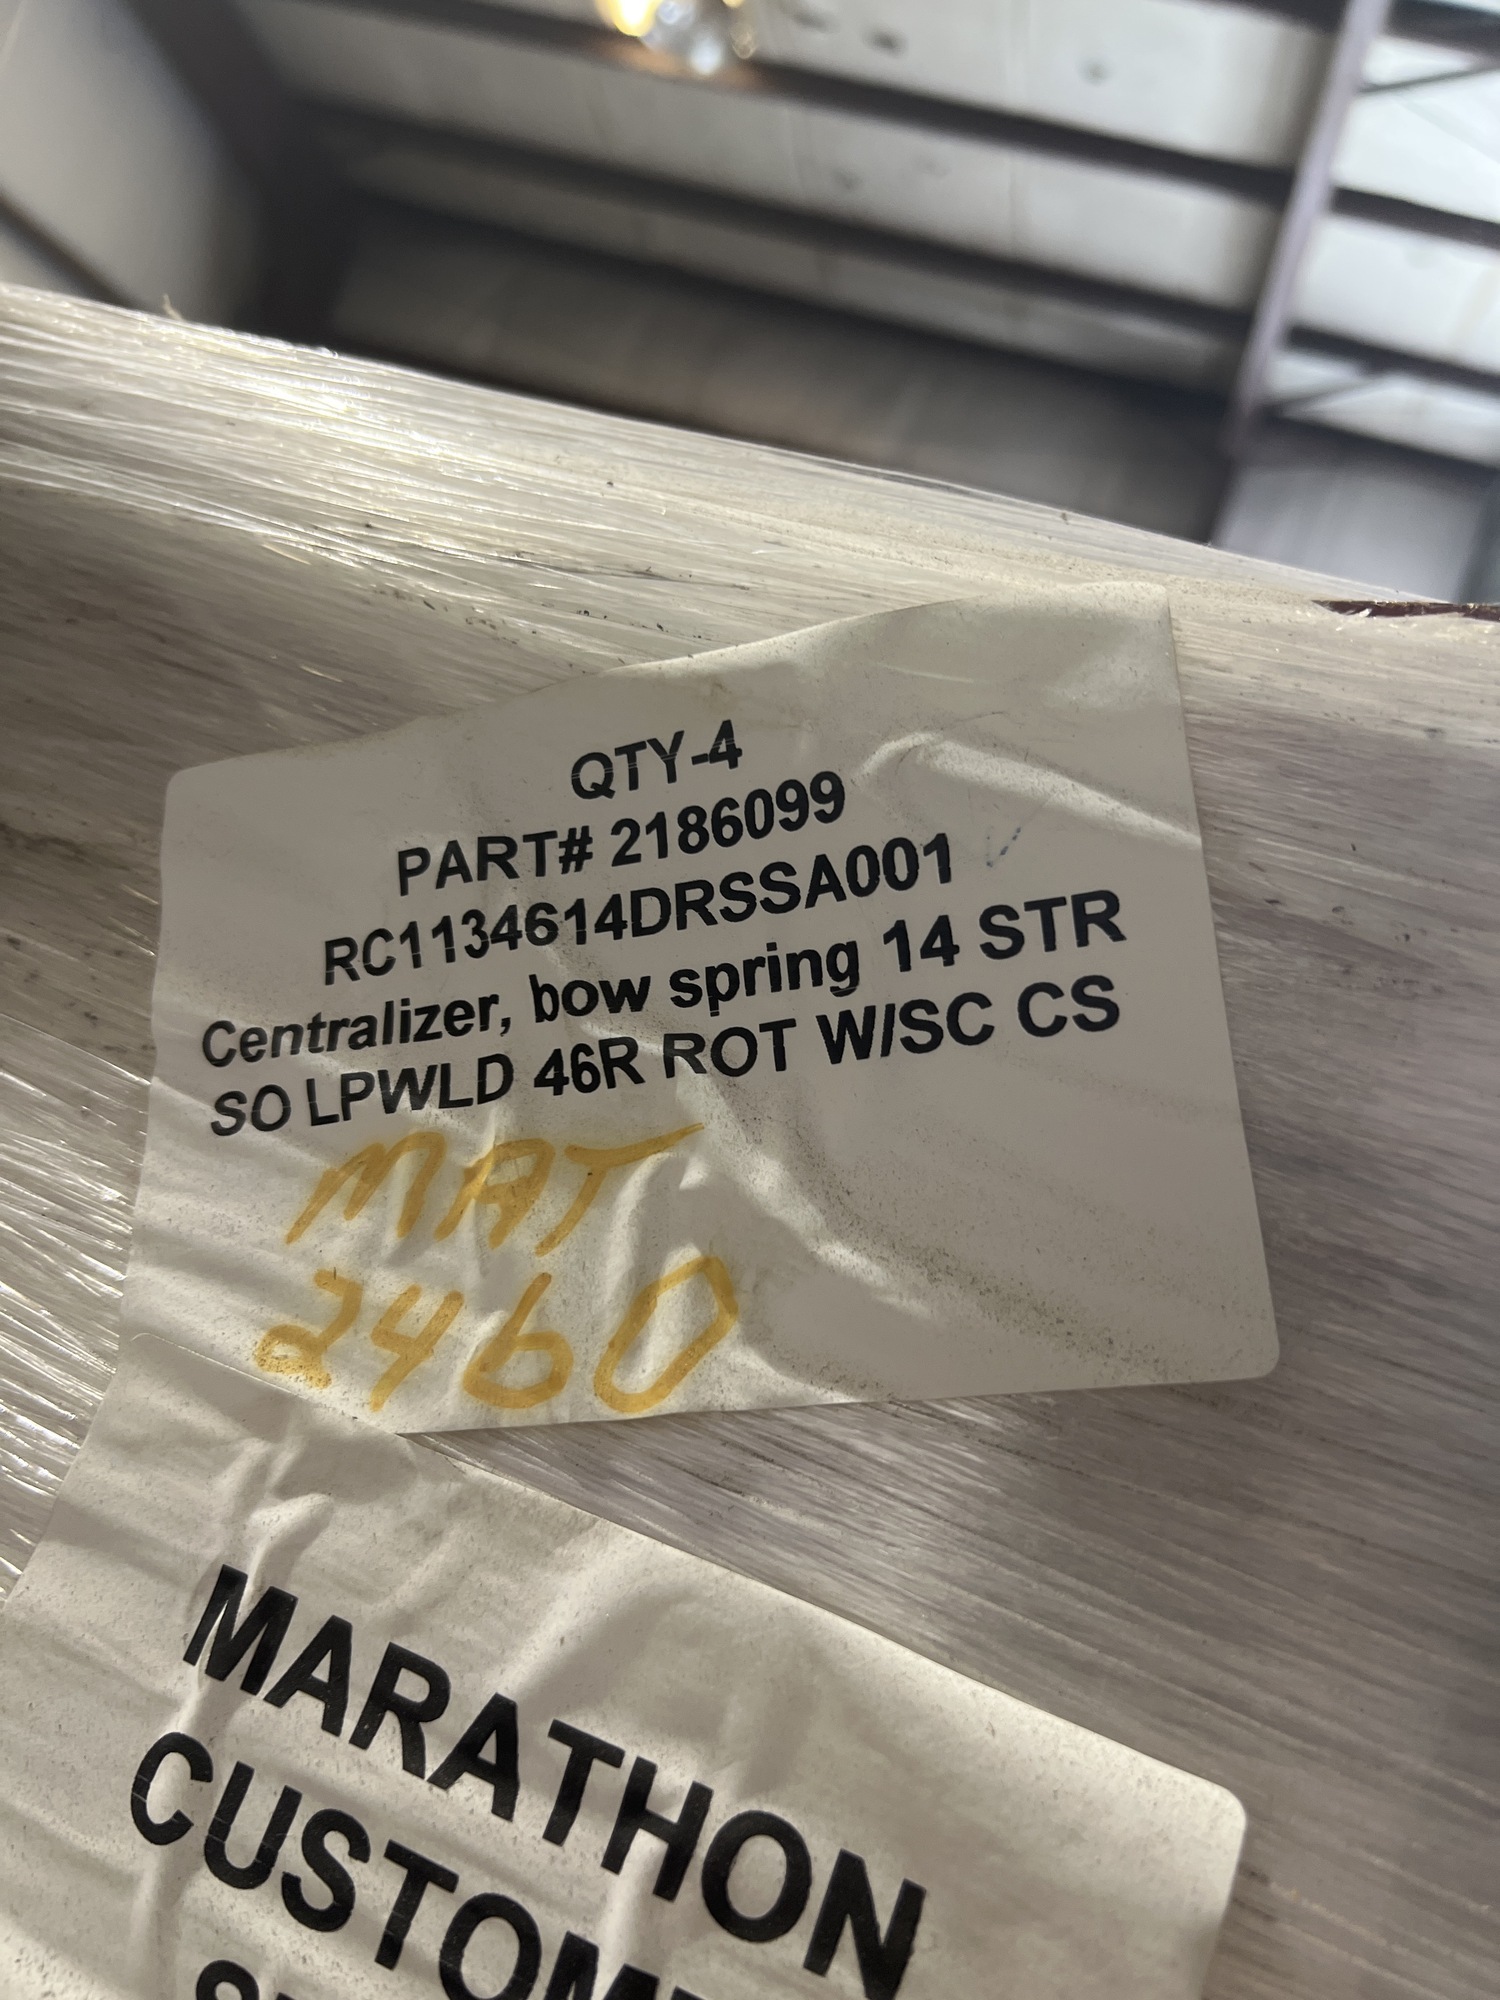 QTY-4
PART# 2186099
RC1134614DRSSA001
Centralizer, bow spring 14 STR
SO LPWLD 46R ROT W/SC CS
MAT
2460
MARATHON